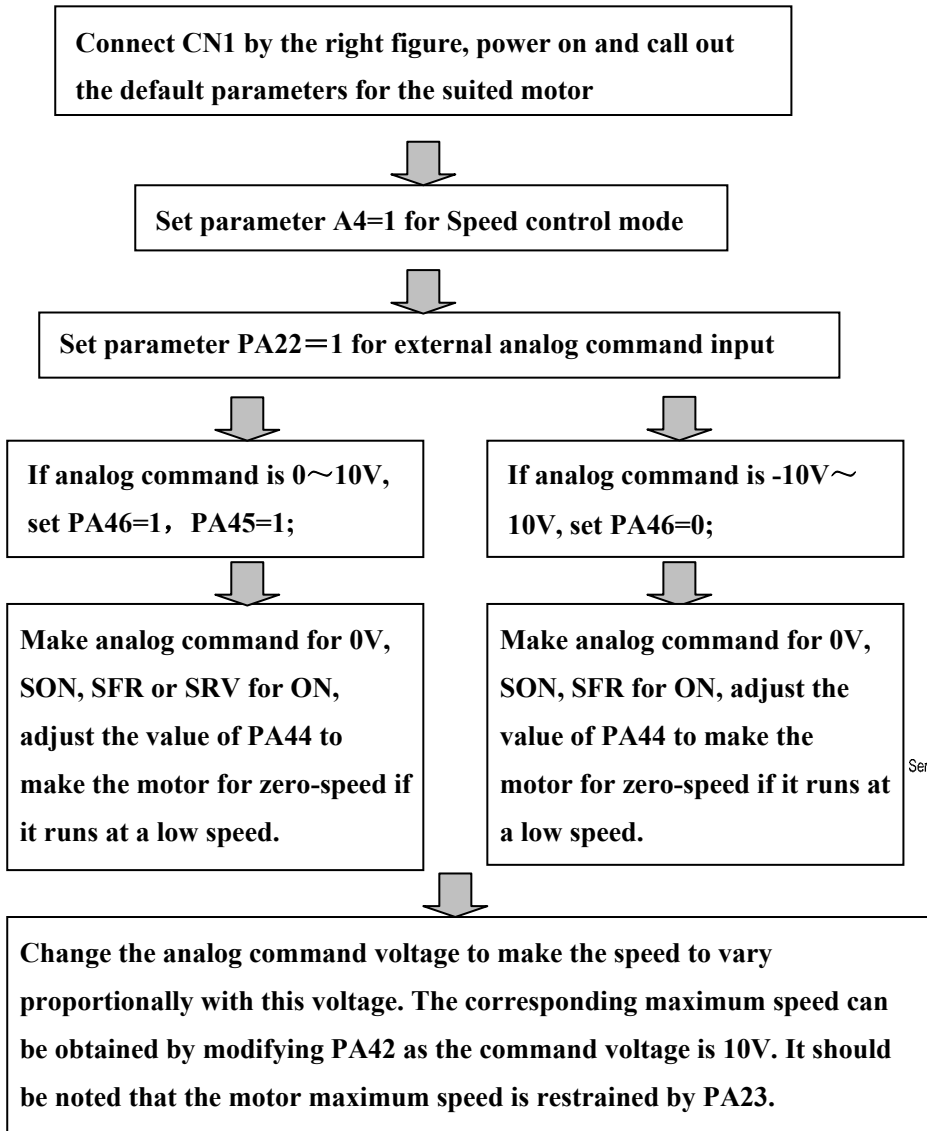 Connect CN1 by the right figure, power on and call out
the default parameters for the suited motor
Set parameter A4=1 for Speed control mode
Set parameter PA22＝1 for external analog command input
If analog command is 0～10V,
set PA46=1，PA45=1;
If analog command is -10V～
10V, set PA46=0;
Make analog command for 0V,
SON, SFR or SRV for ON,
adjust the value of PA44 to
make the motor for zero-speed if
it runs at a low speed.
Make analog command for 0V,
SON, SFR for ON, adjust the
value of PA44 to make the
motor for zero-speed if it runs at
a low speed.
Change the analog command voltage to make the speed to vary
proportionally with this voltage. The corresponding maximum speed can
be obtained by modifying PA42 as the command voltage is 10V. It should
be noted that the motor maximum speed is restrained by PA23.